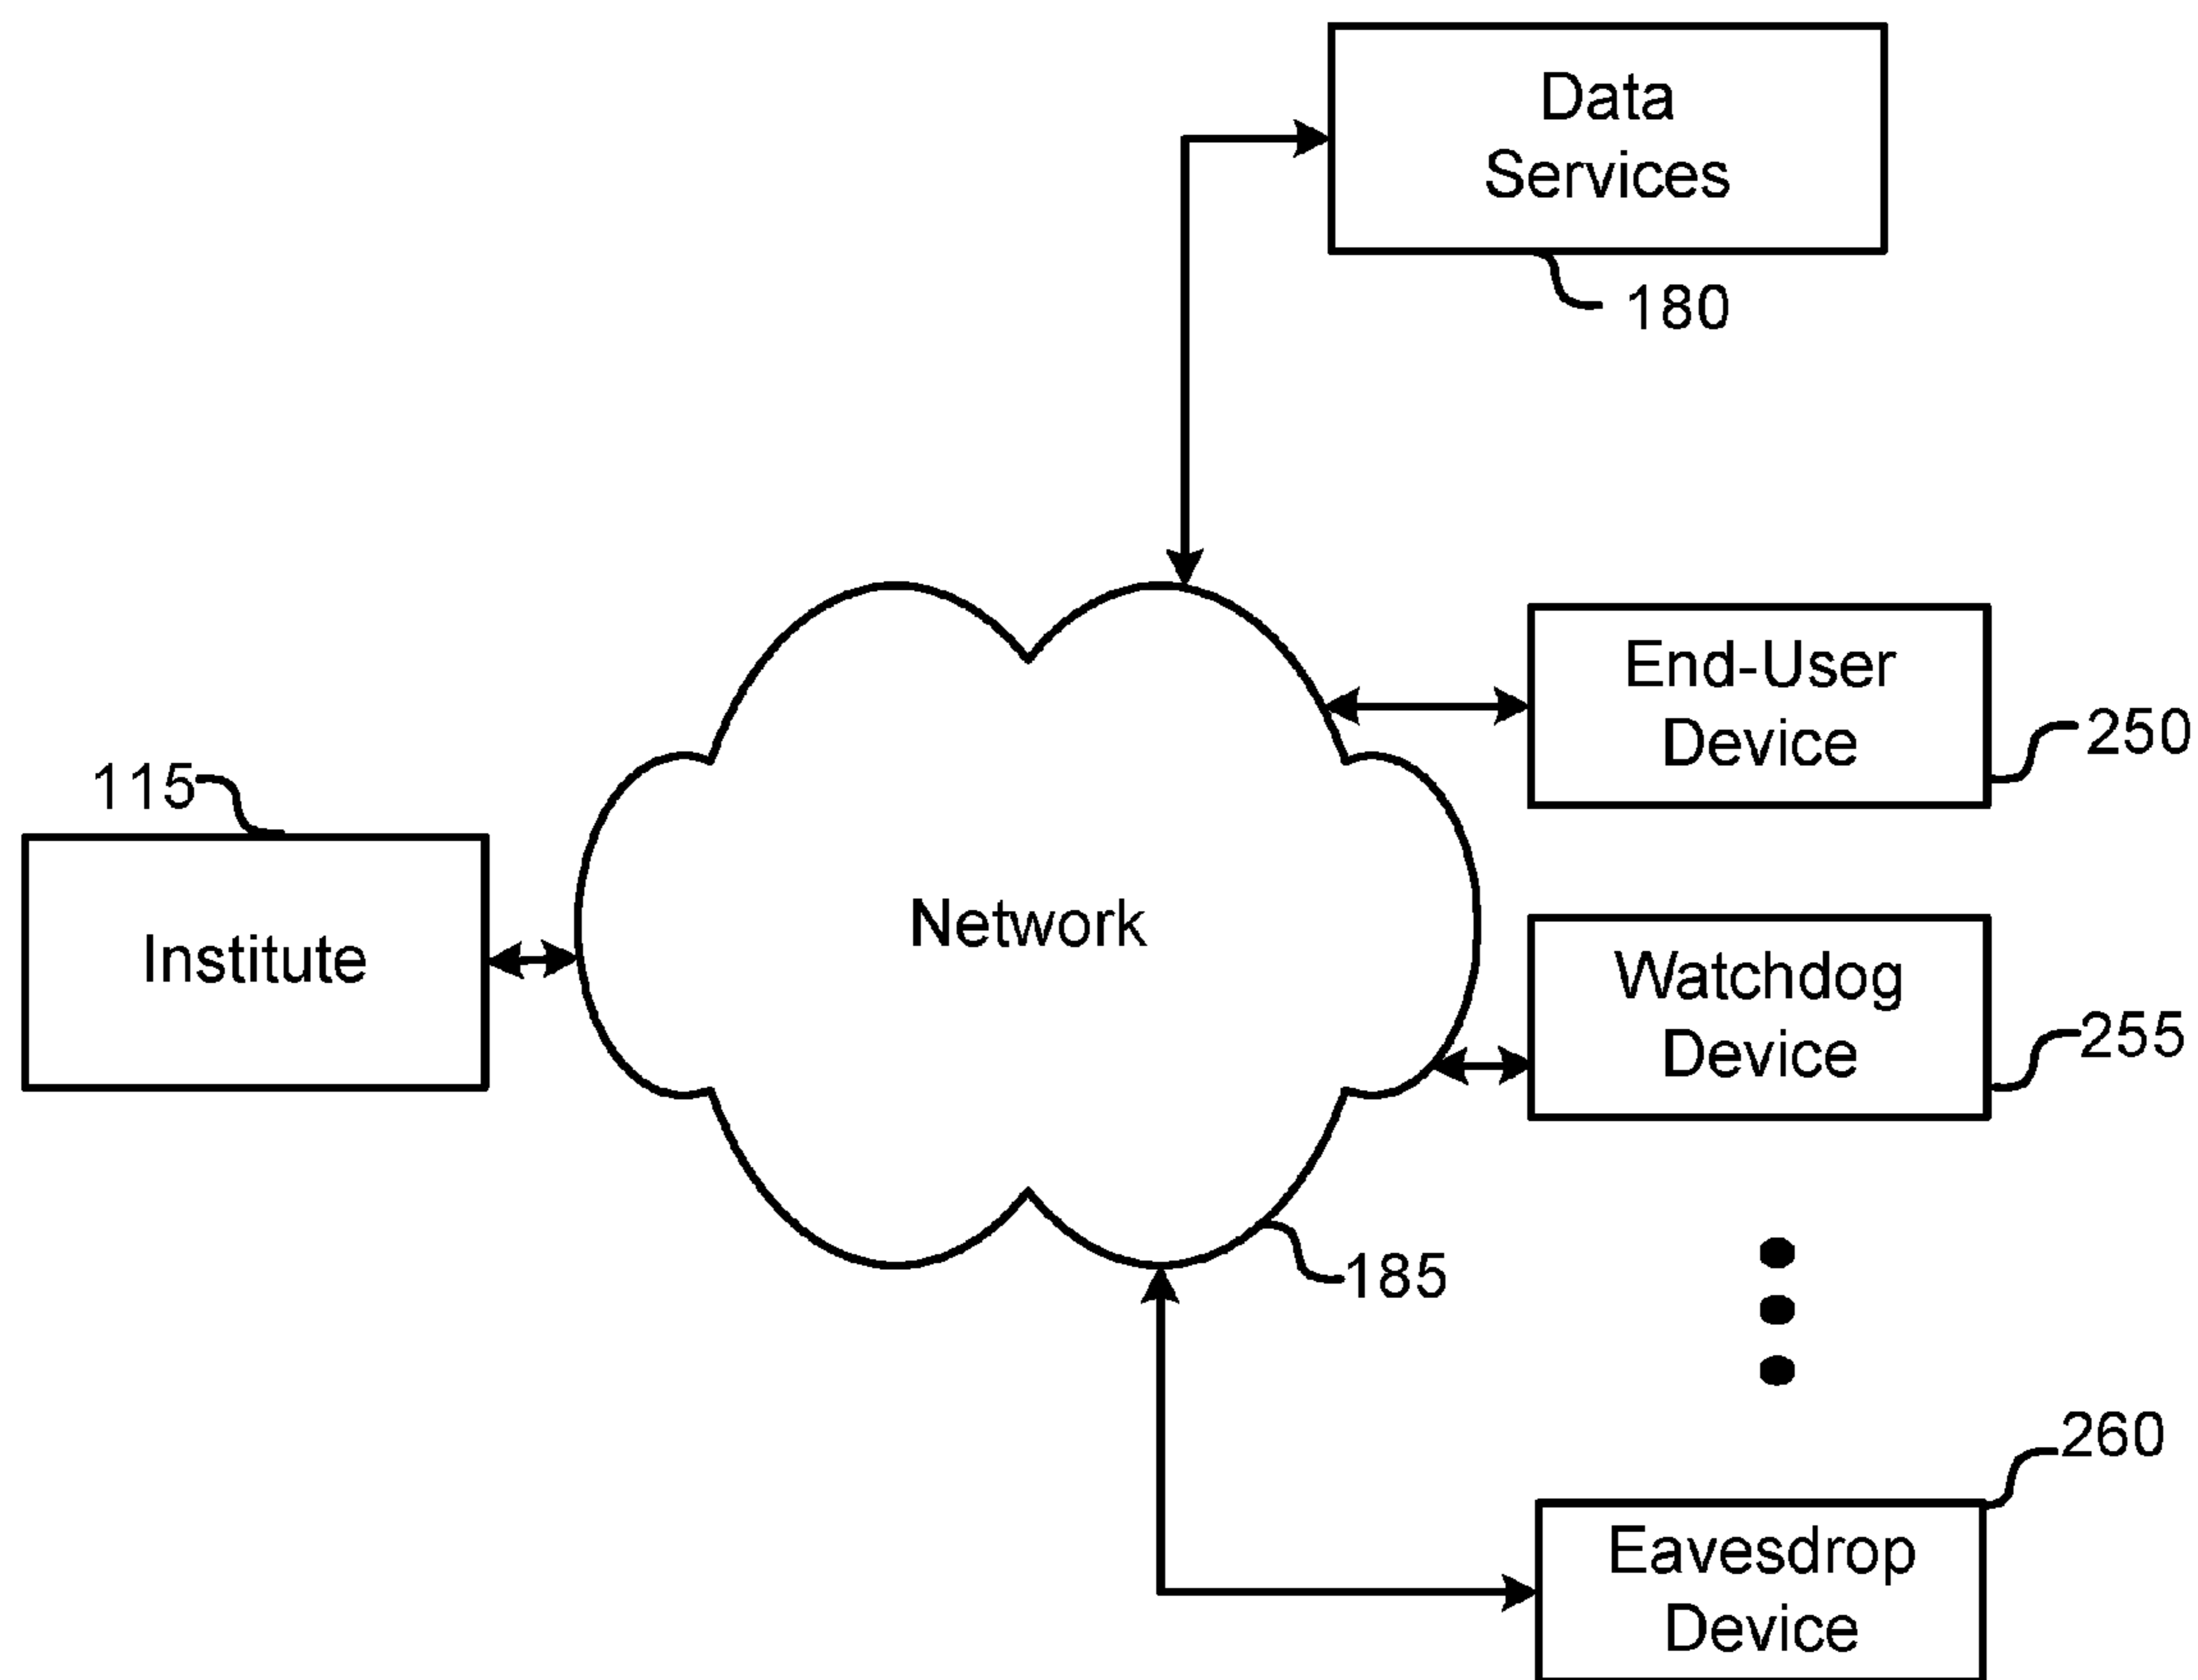 Data
Services
180
End-User
Device
250
115
Institute
Network
Watchdog
Device
255
185
260
Eavesdrop
Device